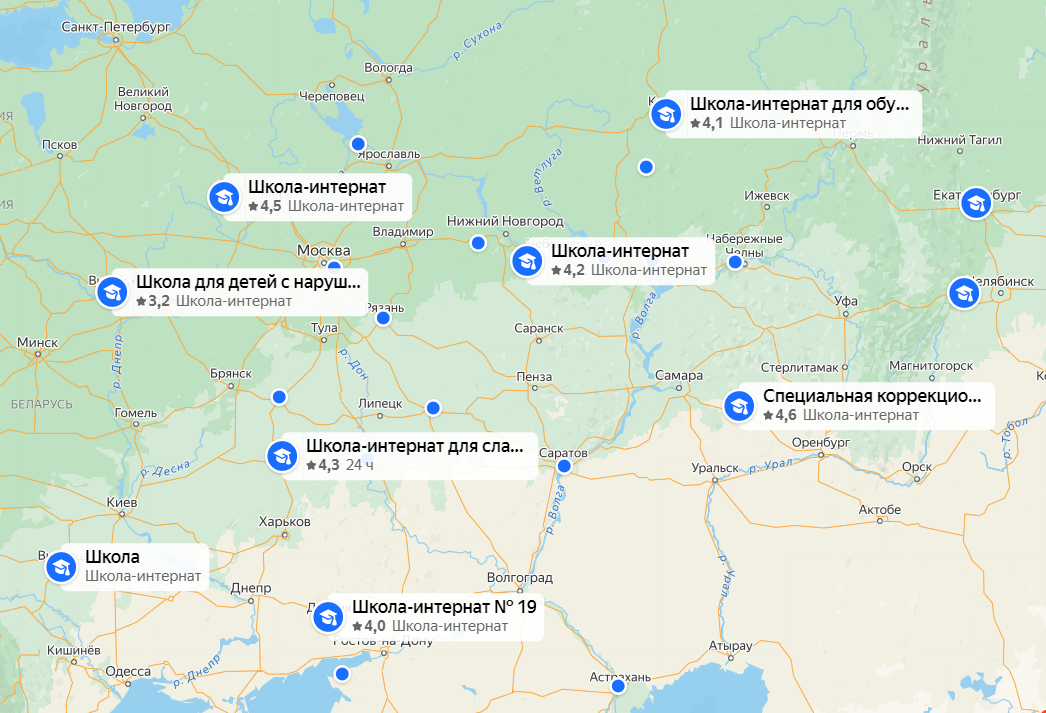 Санкт-Петербург
р. Сухона
Вологда
Череповец
Великий
Новгород
Псков
Ярославль
р. Ветлуга
Школа-интернат для обу...
4,1 Школа-интернат
Пермь
Нижний Тагил
Ижевск
Школа-интернат
4,5 Школа-интернат
Владимир
Нижний Новгород
Москва
Школа-интернат
4,2 Школа-интернат
Набережные
Челны
Школа для детей с наруш...
3,2 Школа-интернат
Рязань
Тула
Минск
р. Днепр
р. Дон
Саранск
р. Волга
Уфа
Челябинск
Брянск
БЕЛАРУСЬ
Гомель
Липецк
Пенза
Самара
Стерлитамак
Магнитогорск
Специальная коррекцио...
4,6 Школа-интернат
р. Тобол
Оренбург
Школа-интернат для сла...
4,3 24 ч
Саратов
р. Десна
Уральск
р. Урал
Орск
Киев
Харьков
р. Волга
Актобе
Школа
Школа-интернат
Днепр
Волгоград
р. Урал
Школа-интернат № 19
4,0 Школа-интернат
Ростов-на-Дону
Кишинёв
Одесса
р. Днепр
Астрахань
Атырау